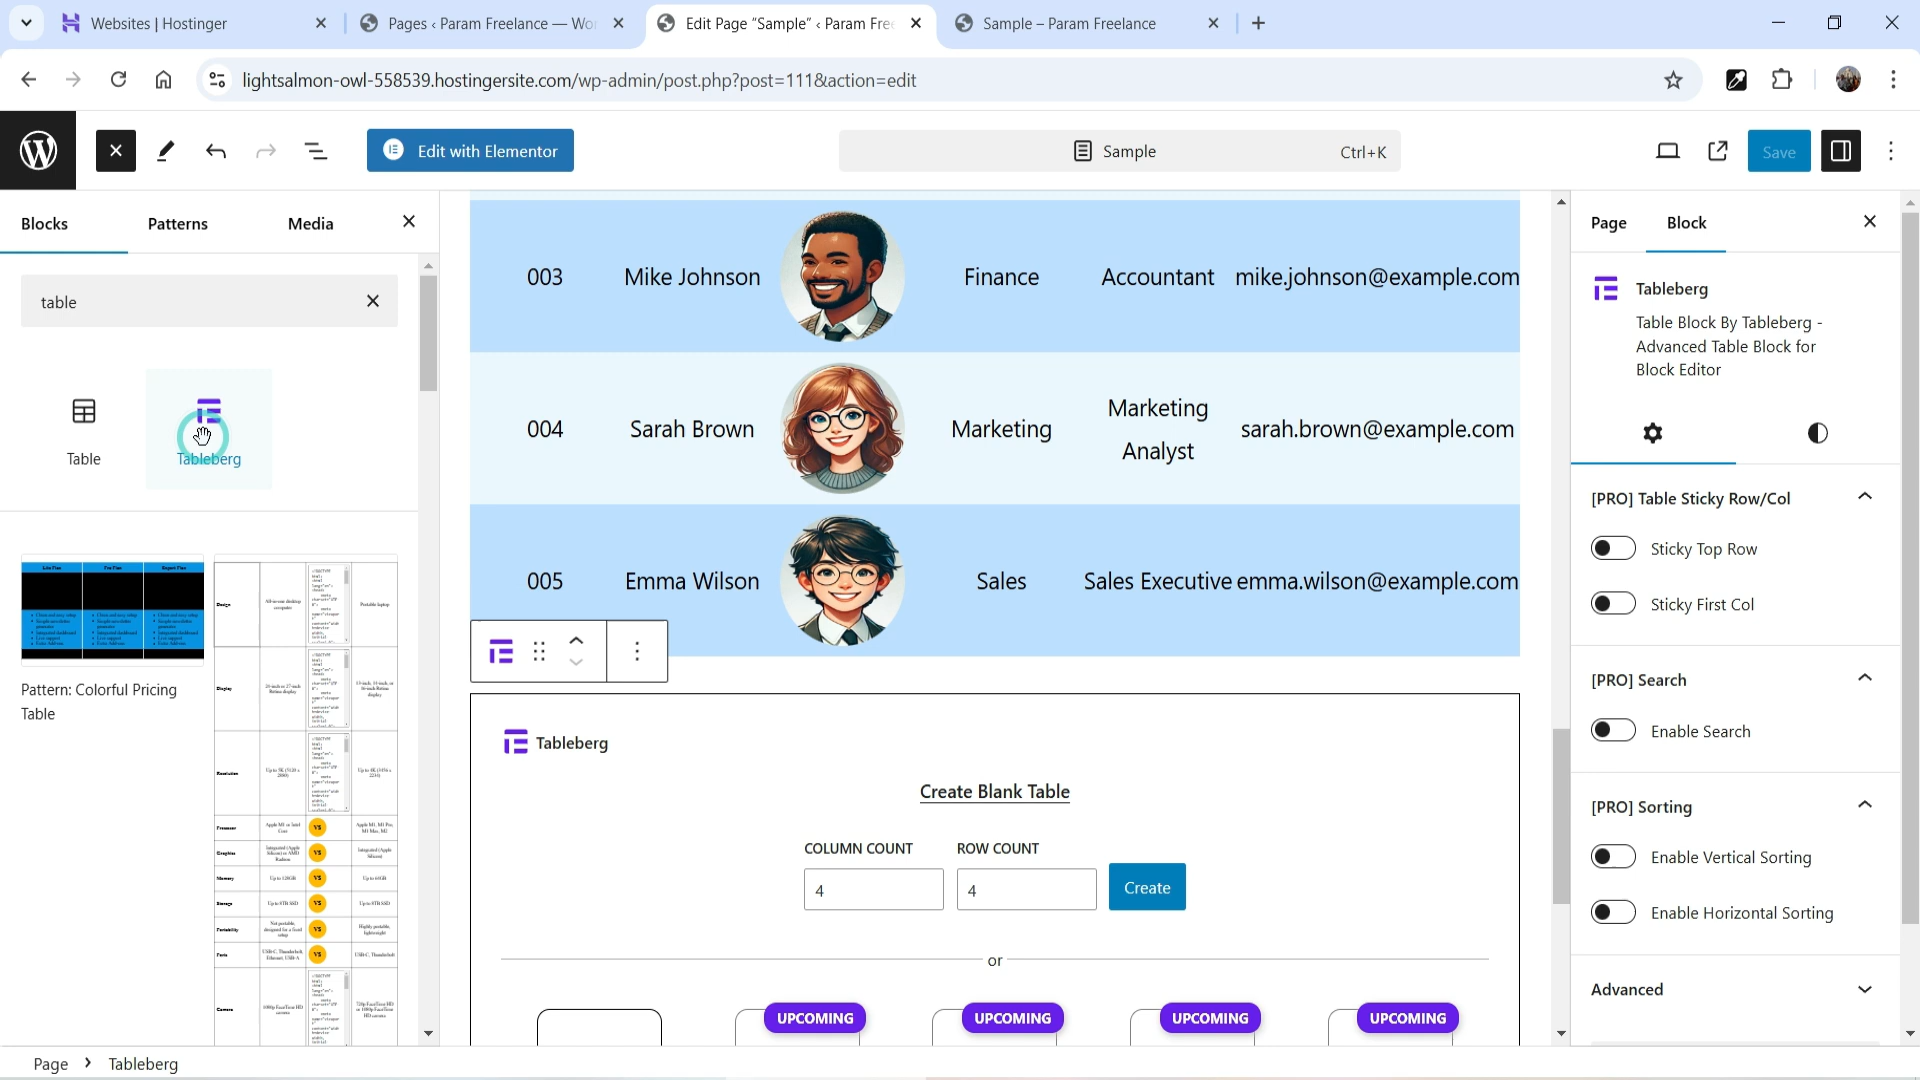 Websites | Hostinger
Pages ‹ Param Freelance — Wo
Edit Page “Sample” ‹ Param Fre
Sample – Param Freelance
lightsalmon-owl-558539.hostingersite.com/wp-admin/post.php?post=111&action=edit
Edit with Elementor
Sample
Ctrl+K
Save
Blocks
Patterns
Media
table
Table
Tableberg
Pattern: Colorful Pricing
Table
003 Mike Johnson Finance Accountant mike.johnson@example.com
004 Sarah Brown Marketing Marketing Analyst sarah.brown@example.com
005 Emma Wilson Sales Sales Executive emma.wilson@example.com
Tableberg
Create Blank Table
COLUMN COUNT ROW COUNT
4 4 Create
or
UPCOMING UPCOMING UPCOMING UPCOMING
Page Block
Tableberg
Table Block By Tableberg -
Advanced Table Block for
Block Editor
[PRO] Table Sticky Row/Col
Sticky Top Row
Sticky First Col
[PRO] Search
Enable Search
[PRO] Sorting
Enable Vertical Sorting
Enable Horizontal Sorting
Advanced
Page › Tableberg